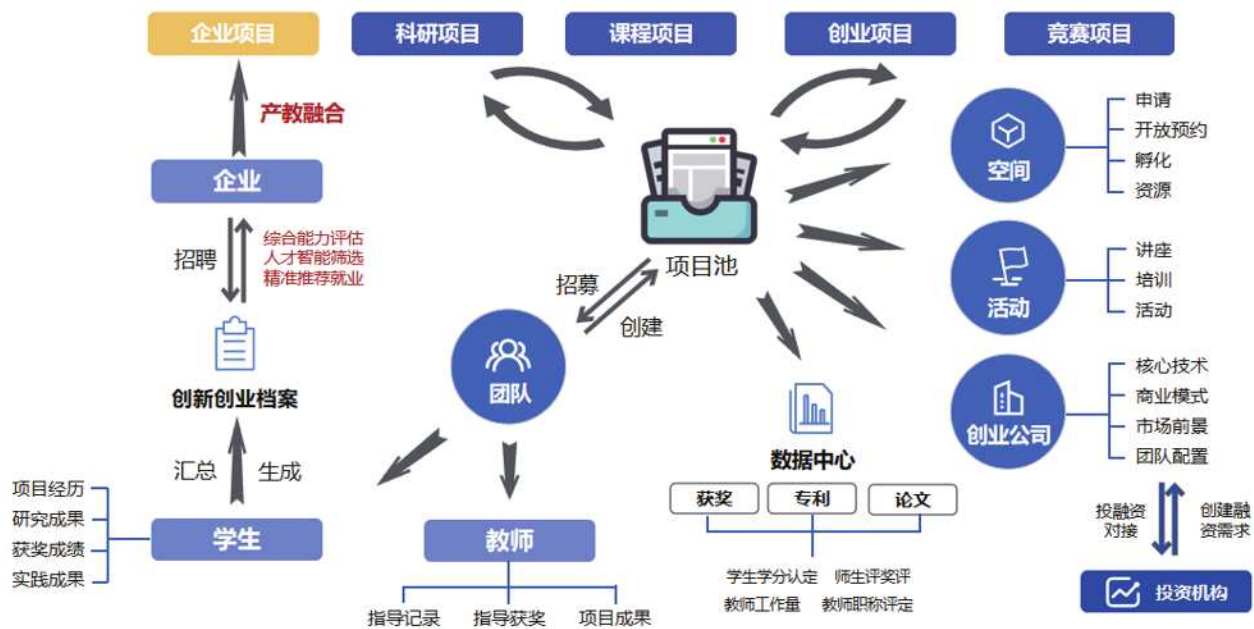 企业项目
科研项目
课程项目
创业项目
竞赛项目
产教融合
企业
招聘
综合能力评估
人才智能筛选
精准推荐就业
创新创业档案
汇总
生成
学生
项目经历
研究成果
获奖成绩
实践成果
项目池
招募
创建
团队
教师
指导记录
指导获奖
项目成果
数据中心
获奖
专利
论文
学生学分认定
师生评奖评
教师工作量
教师职称评定
空间
申请
开放预约
孵化
资源
活动
讲座
培训
活动
创业公司
核心技术
商业模式
市场前景
团队配置
投融资
对接
创建融
资需求
投资机构